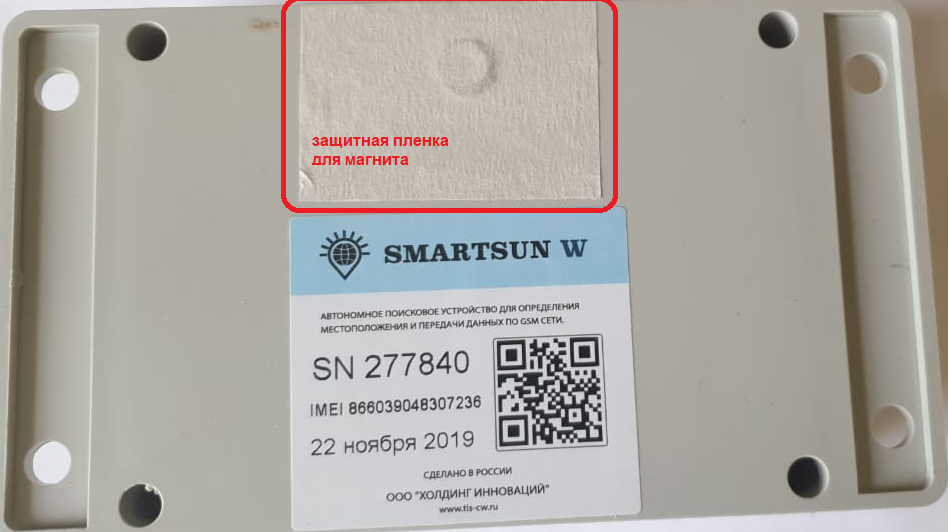 защитная пленка
для магнита
SMARTSUN W
АВТОНОМНОЕ ПОИСКОВОЕ УСТРОЙСТВО ДЛЯ ОПРЕДЕЛЕНИЯ
МЕСТОПОЛОЖЕНИЯ И ПЕРЕДАЧИ ДАННЫХ ПО GSM СЕТИ.
SN 277840
IMEI 866039048307236
22 ноября 2019
СДЕЛАНО В РОССИИ
ООО "ХОЛДИНГ ИННОВАЦИЙ"
www.tis-cw.ru